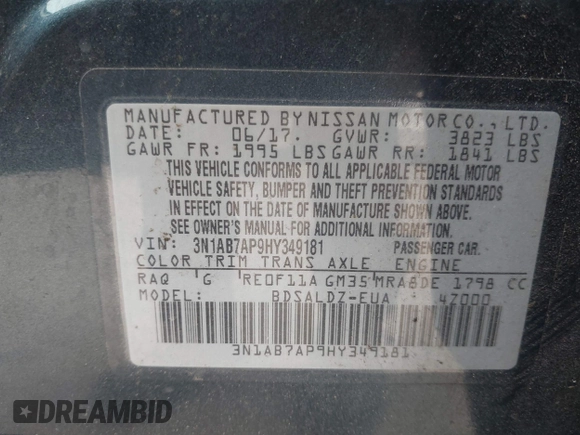 MANUFACTURED BY NISSAN MOTOR CO., LTD.
DATE: 06/17. GVWR: 3823 LBS
GAWR FR: 1995 LBS GAWR RR: 1841 LBS
THIS VEHICLE CONFORMS TO ALL APPLICABLE FEDERAL MOTOR
VEHICLE SAFETY, BUMPER AND THEFT PREVENTION STANDARDS
IN EFFECT ON THE DATE OF MANUFACTURE SHOWN ABOVE.
SEE OWNER'S MANUAL FOR ADDITIONAL INFORMATION.
VIN: 3N1AB7AP9HY349181 PASSENGER CAR.
COLOR TRIM TRANS AXLE ENGINE
RAQ G RE0F11A GM35 MRA8DE 1798 CC
MODEL: BDSALDZ-EUA 4Z000
3N1AB7AP9HY349181
DREAMBID